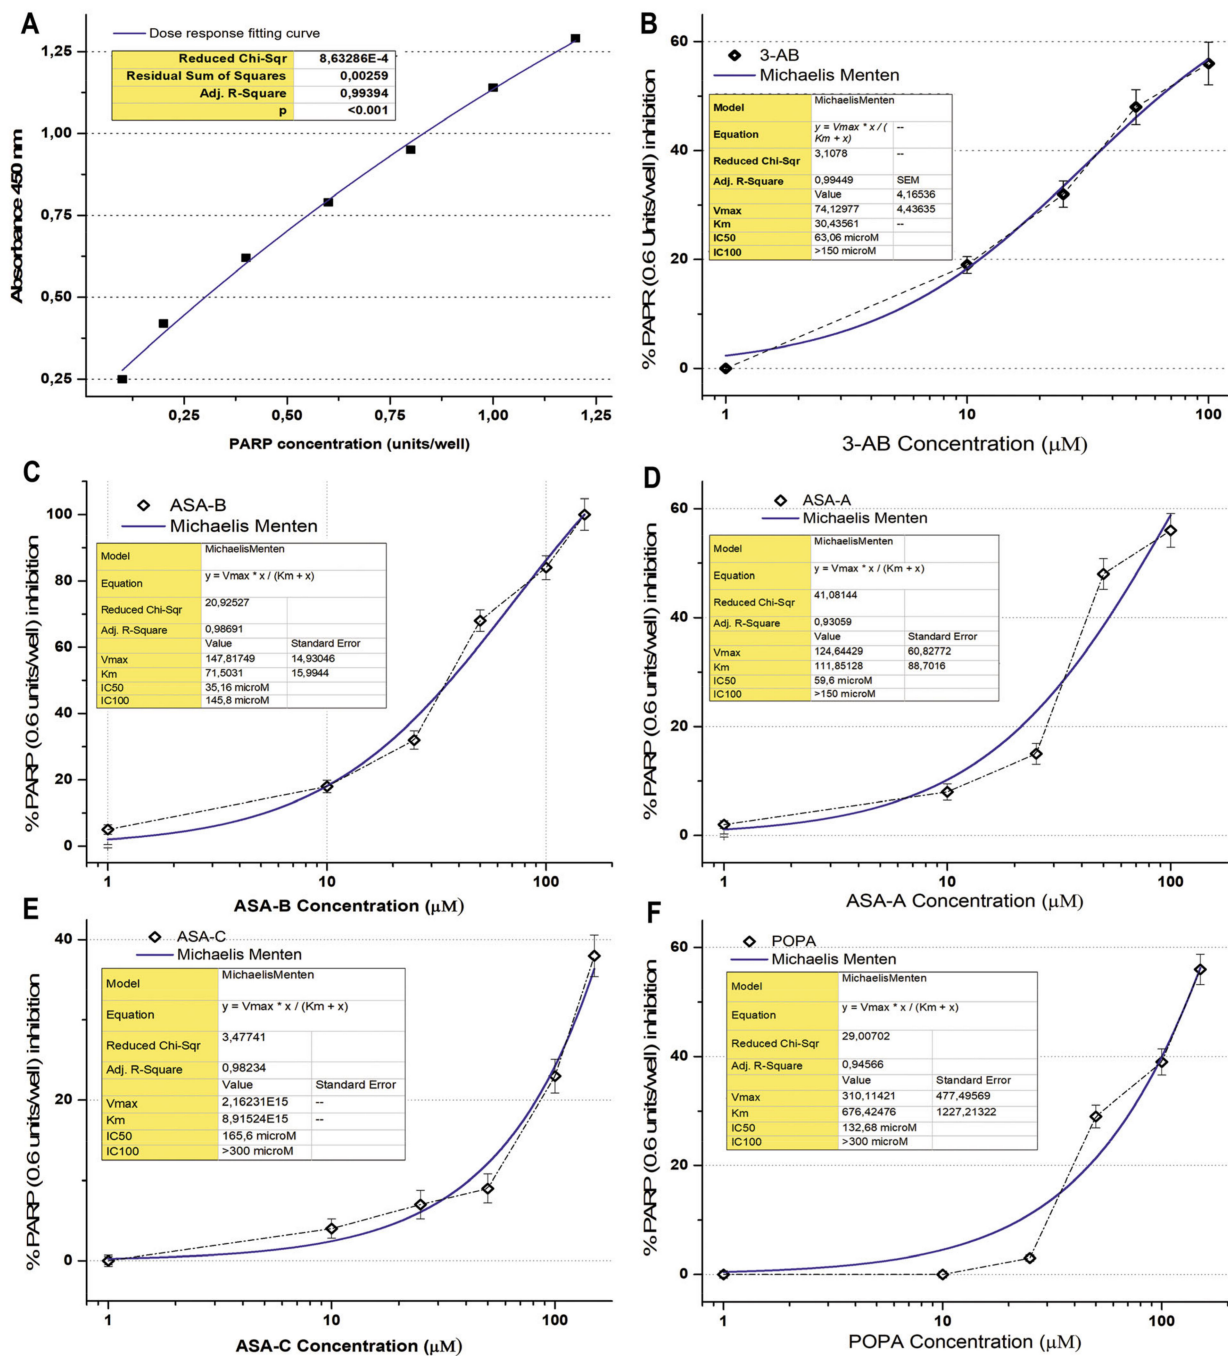 A
Dose response fitting curve
Reduced Chi-Sqr 8,63286E-4
Residual Sum of Squares 0,00259
Adj. R-Square 0,99394
p <0.001
Absorbance 450 nm
1,25
1,00
0,75
0,50
0,25
0,25 0,50 0,75 1,00 1,25
PARP concentration (units/well)
B
3-AB
Michaelis Menten
Model MichaelisMenten
Equation y = Vmax * x / ( Km + x) --
Reduced Chi-Sqr 3,1078 --
Adj. R-Square 0,99449 SEM
Value 4,16536
Vmax 74,12977 4,43635
Km 30,43561 --
IC50 63,06 microM
IC100 >150 microM
% PAPR (0.6 Units/well) inhibition
60
40
20
0
1 10 100
3-AB Concentration (μM)
C
ASA-B
Michaelis Menten
Model MichaelisMenten
Equation y = Vmax * x / (Km + x)
Reduced Chi-Sqr 20,92527
Adj. R-Square 0,98691
Value Standard Error
Vmax 147,81749 14,93046
Km 71,5031 15,9944
IC50 35,16 microM
IC100 145,8 microM
% PARP (0.6 units/well) inhibition
100
80
60
40
20
0
1 10 100
ASA-B Concentration (μM)
D
ASA-A
Michaelis Menten
Model MichaelisMenten
Equation y = Vmax * x / (Km + x)
Reduced Chi-Sqr 41,08144
Adj. R-Square 0,93059
Value Standard Error
Vmax 124,64429 60,82772
Km 111,85128 88,7016
IC50 59,6 microM
IC100 >150 microM
% PARP (0.6 units/well) inhibition
60
40
20
0
1 10 100
ASA-A Concentration (μM)
E
ASA-C
Michaelis Menten
Model MichaelisMenten
Equation y = Vmax * x / (Km + x)
Reduced Chi-Sqr 3,47741
Adj. R-Square 0,98234
Value Standard Error
Vmax 2,16231E15 --
Km 8,91524E15 --
IC50 165,6 microM
IC100 >300 microM
% PARP (0.6 units/well) inhibition
40
20
0
1 10 100
ASA-C Concentration (μM)
F
POPA
Michaelis Menten
Model MichaelisMenten
Equation y = Vmax * x / (Km + x)
Reduced Chi-Sqr 29,00702
Adj. R-Square 0,94566
Value Standard Error
Vmax 310,11421 477,49569
Km 676,42476 1227,21322
IC50 132,68 microM
IC100 >300 microM
% PARP (0.6 units/well) inhibition
60
40
20
0
1 10 100
POPA Concentration (μM)